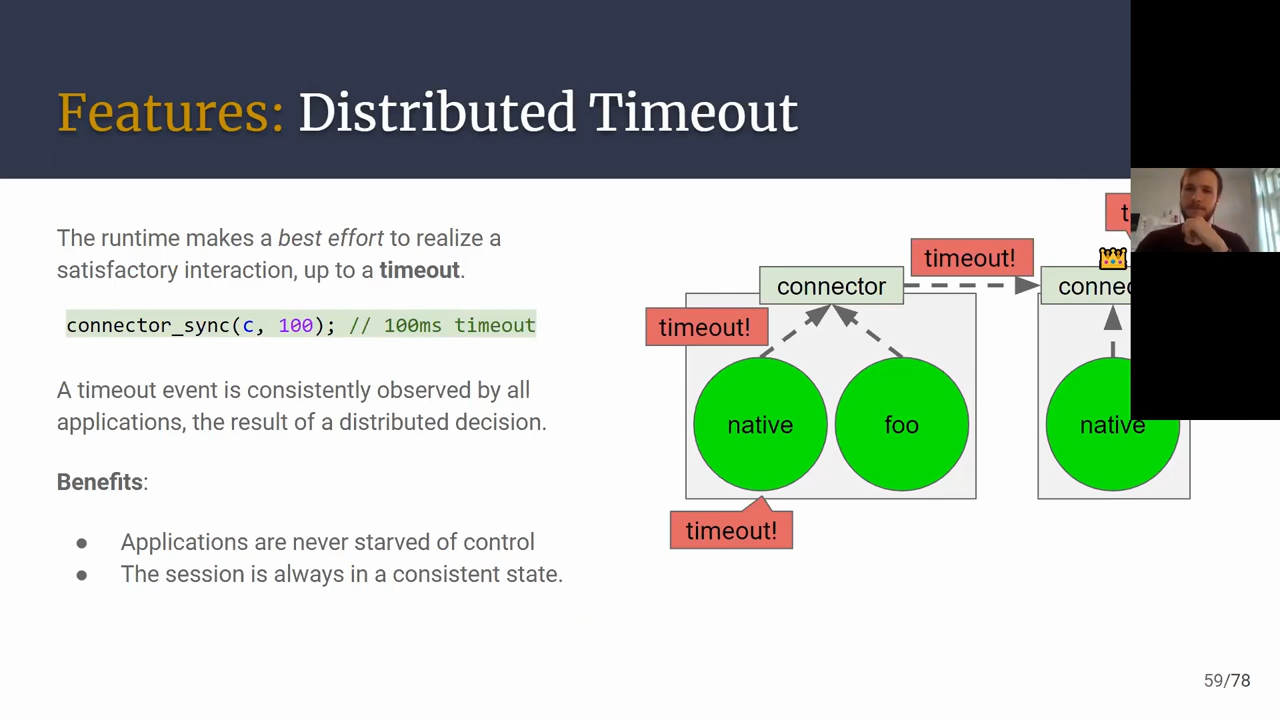 Features: Distributed Timeout
The runtime makes a best effort to realize a
satisfactory interaction, up to a timeout.
connector_sync(c, 100); // 100ms timeout
A timeout event is consistently observed by all
applications, the result of a distributed decision.
Benefits:
● Applications are never starved of control
● The session is always in a consistent state.
t
timeout!
connector
connec
timeout!
native
foo
native
timeout!
59/78